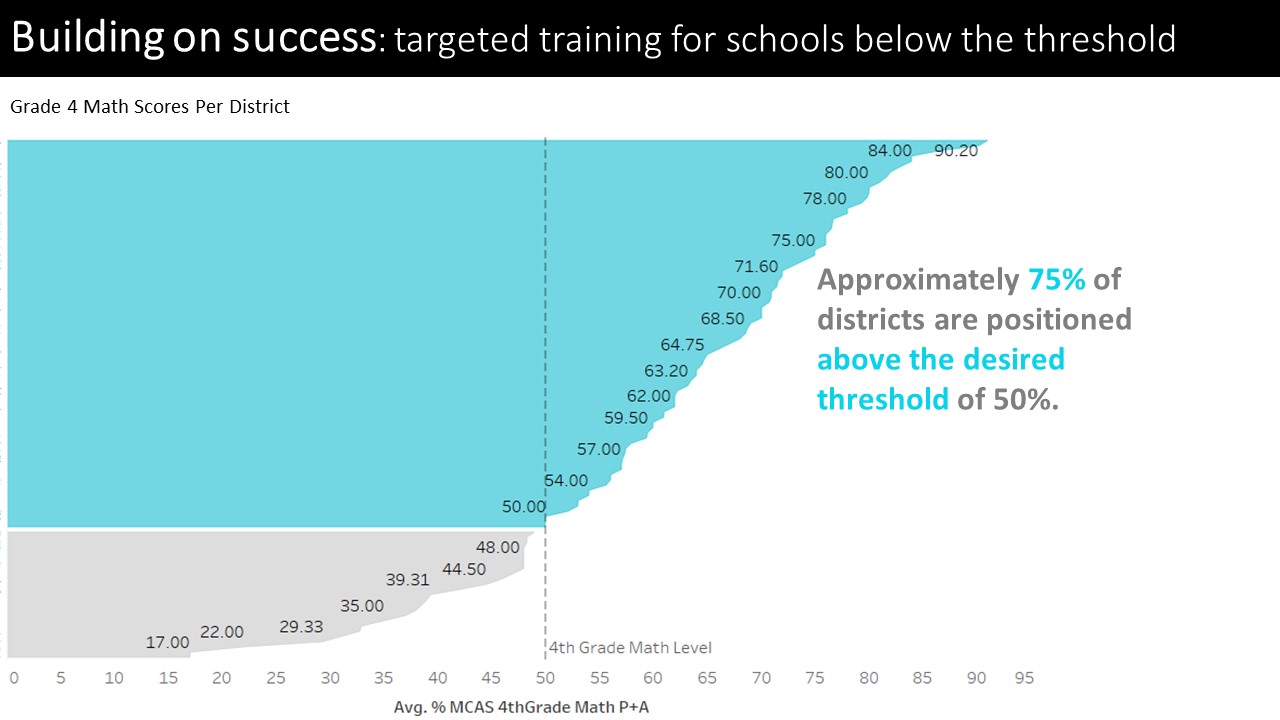 Building on success: targeted training for schools below the threshold
Grade 4 Math Scores Per District
84.00 90.20
80.00
78.00
75.00
71.60
70.00
68.50
64.75
63.20
62.00
59.50
57.00
54.00
50.00
48.00
44.50
39.31
35.00
29.33
22.00
17.00
Approximately 75% of
districts are positioned
above the desired
threshold of 50%.
4th Grade Math Level
0 5 10 15 20 25 30 35 40 45 50 55 60 65 70 75 80 85 90 95
Avg. % MCAS 4thGrade Math P+A